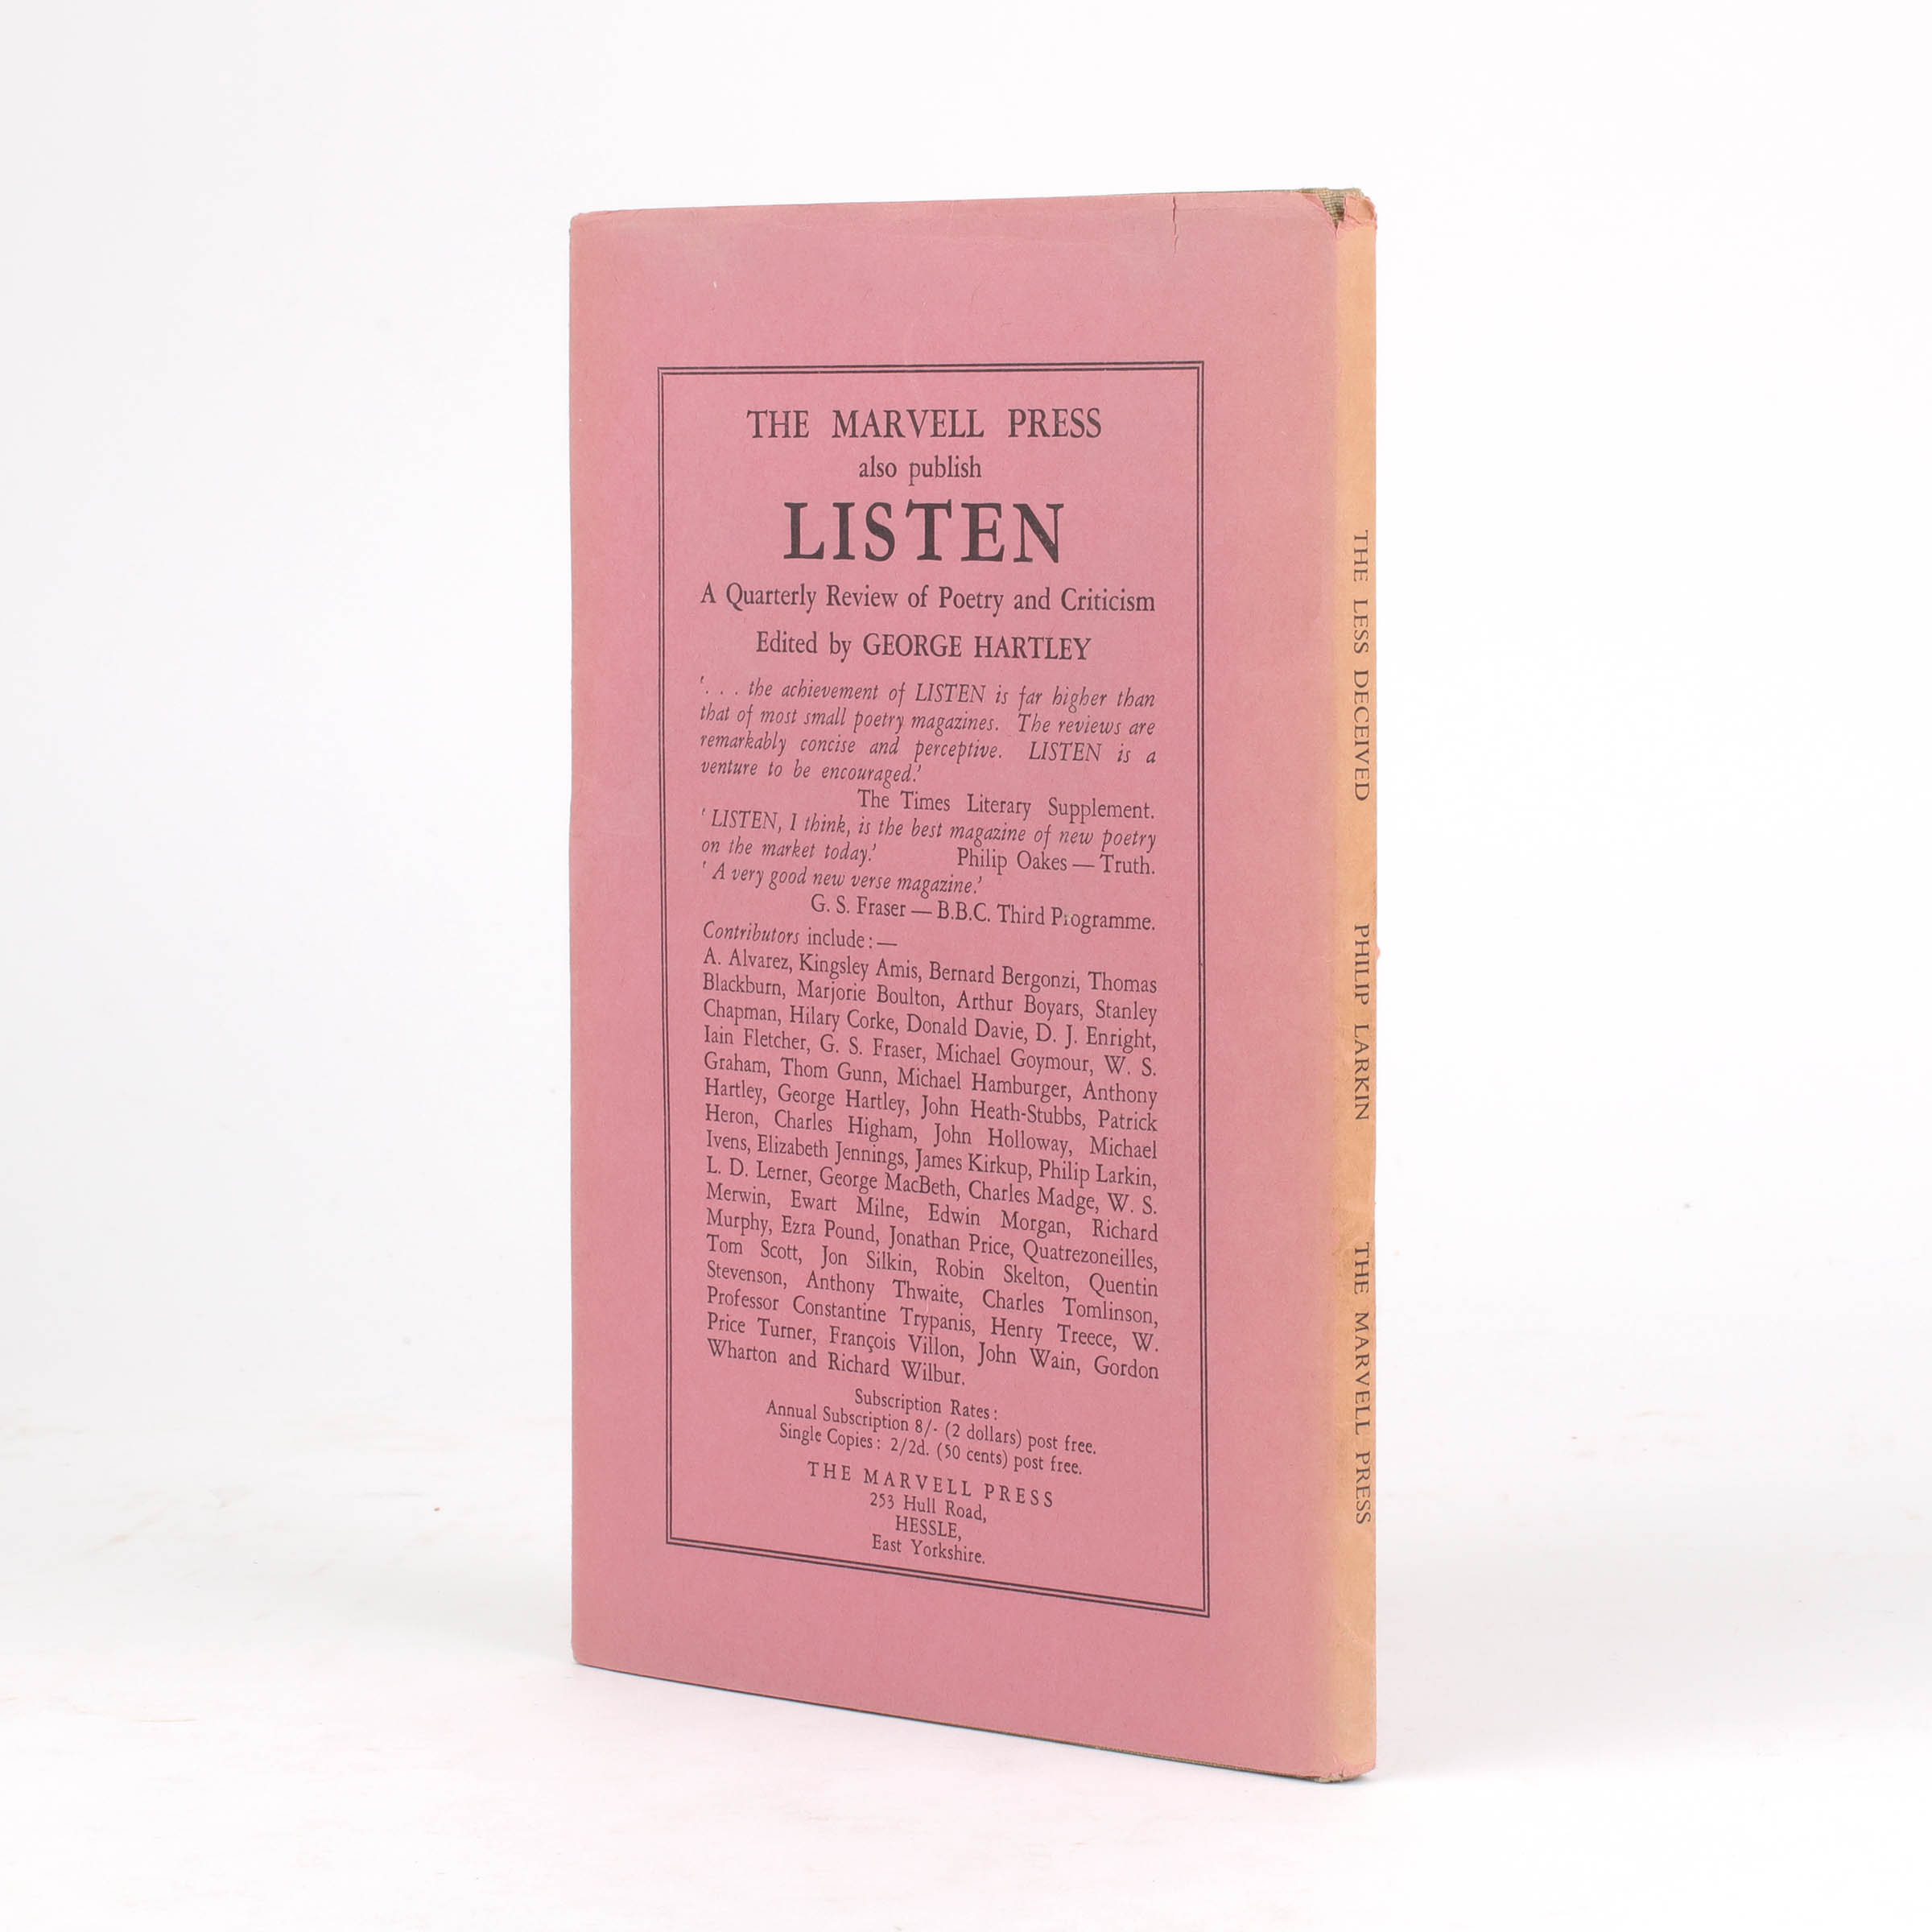 THE MARVELL PRESS
also publish
LISTEN
A Quarterly Review of Poetry and Criticism
Edited by GEORGE HARTLEY
'. . . the achievement of LISTEN is far higher than
that of most small poetry magazines. The reviews are
remarkably concise and perceptive. LISTEN is a
venture to be encouraged.'
The Times Literary Supplement.
'LISTEN, I think, is the best magazine of new poetry
on the market today.' Philip Oakes — Truth.
'A very good new verse magazine.'
G. S. Fraser — B.B.C. Third Programme.
Contributors include: —
A. Alvarez, Kingsley Amis, Bernard Bergonzi, Thomas
Blackburn, Marjorie Boulton, Arthur Boyars, Stanley
Chapman, Hilary Corke, Donald Davie, D. J. Enright,
Iain Fletcher, G. S. Fraser, Michael Goymour, W. S.
Graham, Thom Gunn, Michael Hamburger, Anthony
Hartley, George Hartley, John Heath-Stubbs, Patrick
Heron, Charles Higham, John Holloway, Michael
Ivens, Elizabeth Jennings, James Kirkup, Philip Larkin,
L. D. Lerner, George MacBeth, Charles Madge, W. S.
Merwin, Ewart Milne, Edwin Morgan, Richard
Murphy, Ezra Pound, Jonathan Price, Quatrezoneilles,
Tom Scott, Jon Silkin, Robin Skelton, Quentin
Stevenson, Anthony Thwaite, Charles Tomlinson,
Professor Constantine Trypanis, Henry Treece, W.
Price Turner, François Villon, John Wain, Gordon
Wharton and Richard Wilbur.
Subscription Rates:
Annual Subscription 8/- (2 dollars) post free.
Single Copies: 2/2d. (50 cents) post free.
THE MARVELL PRESS
253 Hull Road,
HESSLE,
East Yorkshire.
THE LESS DECEIVED PHILIP LARKIN THE MARVELL PRESS